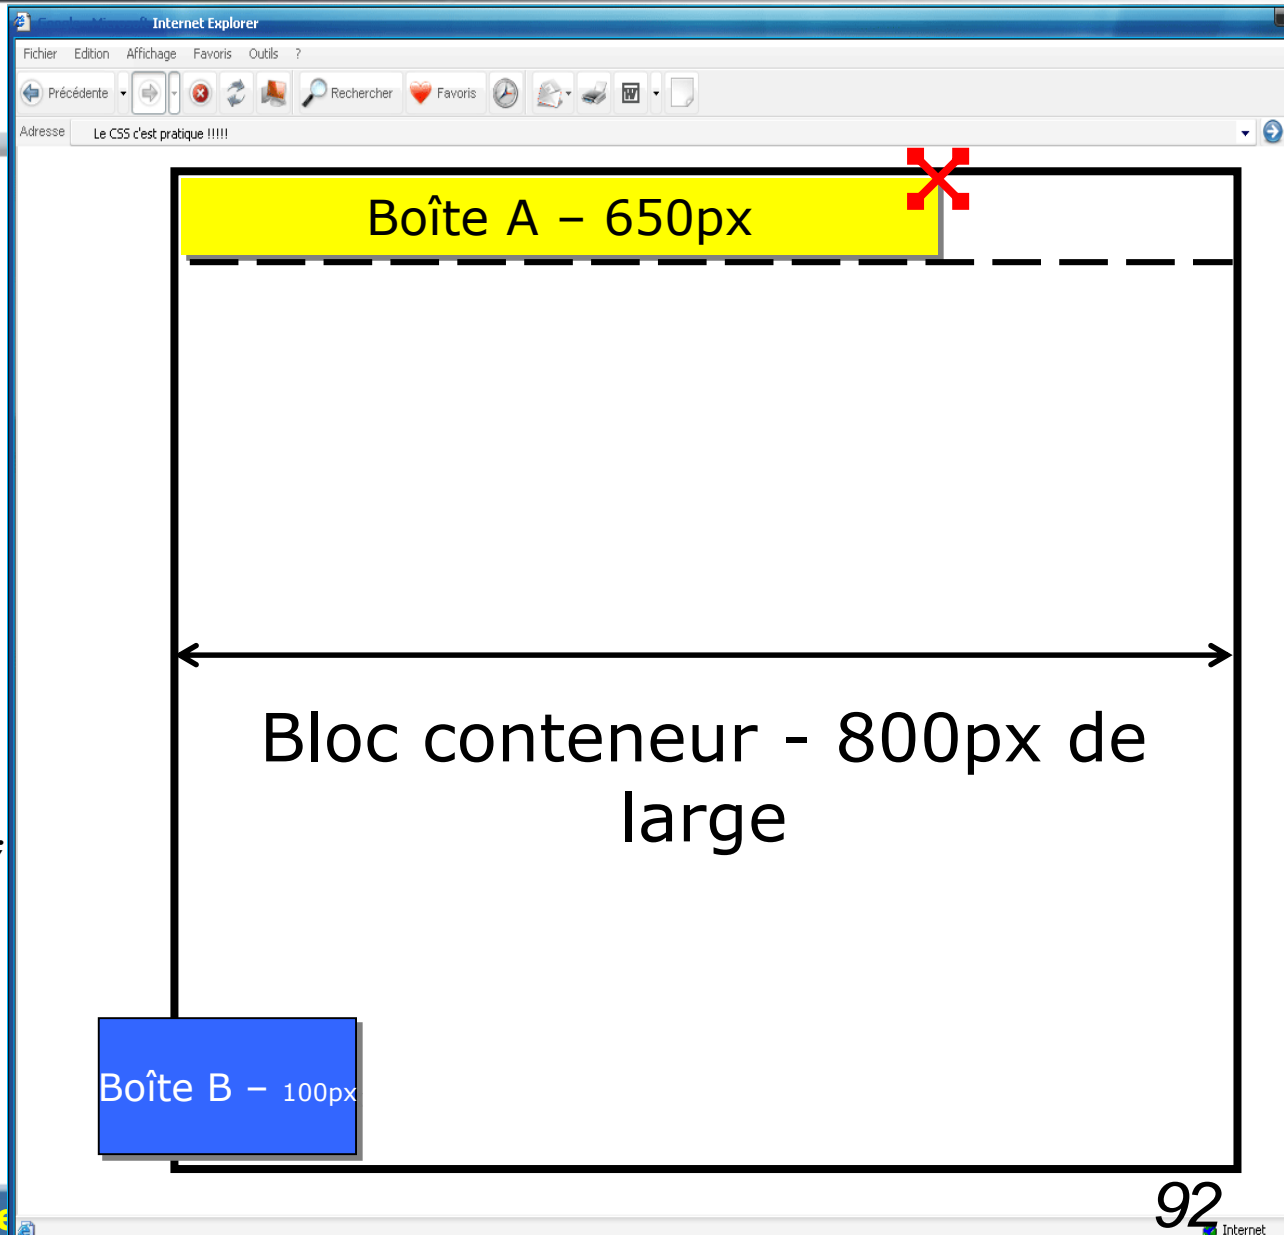 Internet Explorer
Fichier Edition Affichage Favoris Outils ?
Précédente Rechercher Favoris
Adresse Le CSS c'est pratique !!!!!
Boîte A – 650px
Bloc conteneur - 800px de
large
Boîte B – 100px
92
Internet